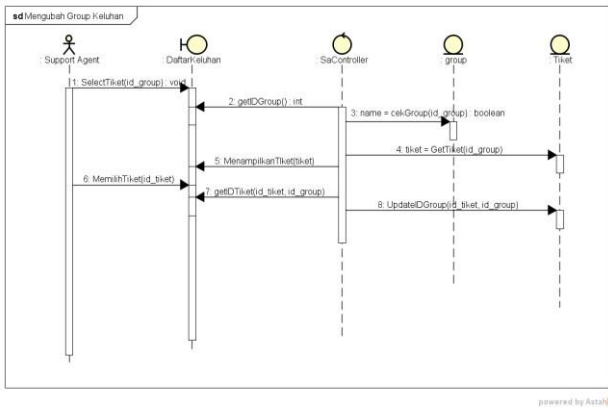 sd Mengubah Group Keluhan
: Support Agent
: DaftarKeluhan
: SaController
: group
: Tiket
1: SelectTiket(id_group) : void
2: getIDGroup() : int
3: name = cekGroup(id_group) : boolean
4: tiket = GetTiket(id_group)
5: MenampilkanTIket(tiket)
6: MemilihTiket(id_tiket)
7: getIDTiket(id_tiket, id_group)
8: UpdateIDGroup(id_tiket, id_group)
powered by Astah